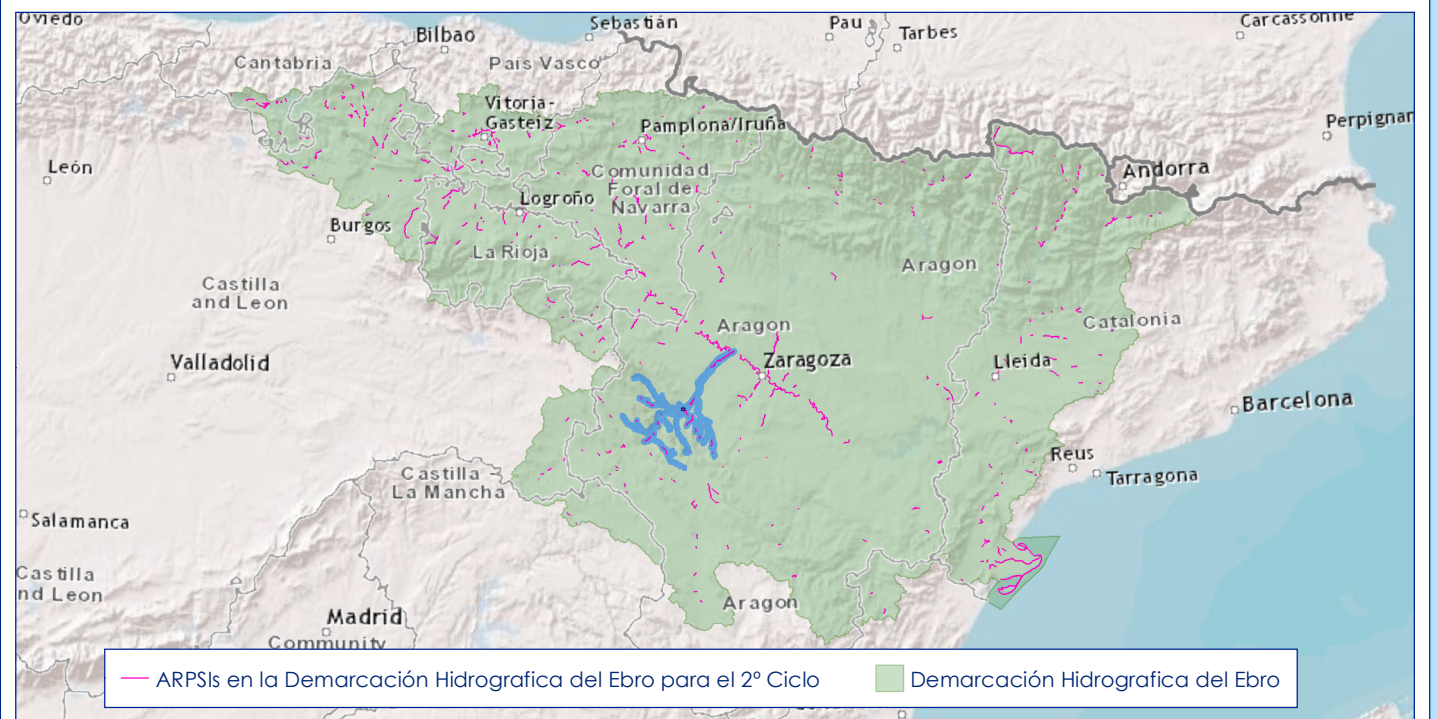 Oviedo
Bilbao
Sebastián
Pau
Tarbes
Carcassonne
Cantabria
Pais Vasco
Vitoria-
Gasteiz
Pamplona/Iruña
Perpignan
León
Comunidad
Foral de
Navarra
Andorra
Logroño
Burgos
La Rioja
Aragon
Castilla
and Leon
Catalonia
Aragon
Valladolid
Zaragoza
Lleida
Barcelona
Reus
Castilla -
La Mancha
Tarragona
Salamanca
Castilla
nd Leon
Aragon
Madrid
Community
ARPSIs en la Demarcación Hidrografica del Ebro para el 2º Ciclo
Demarcación Hidrografica del Ebro